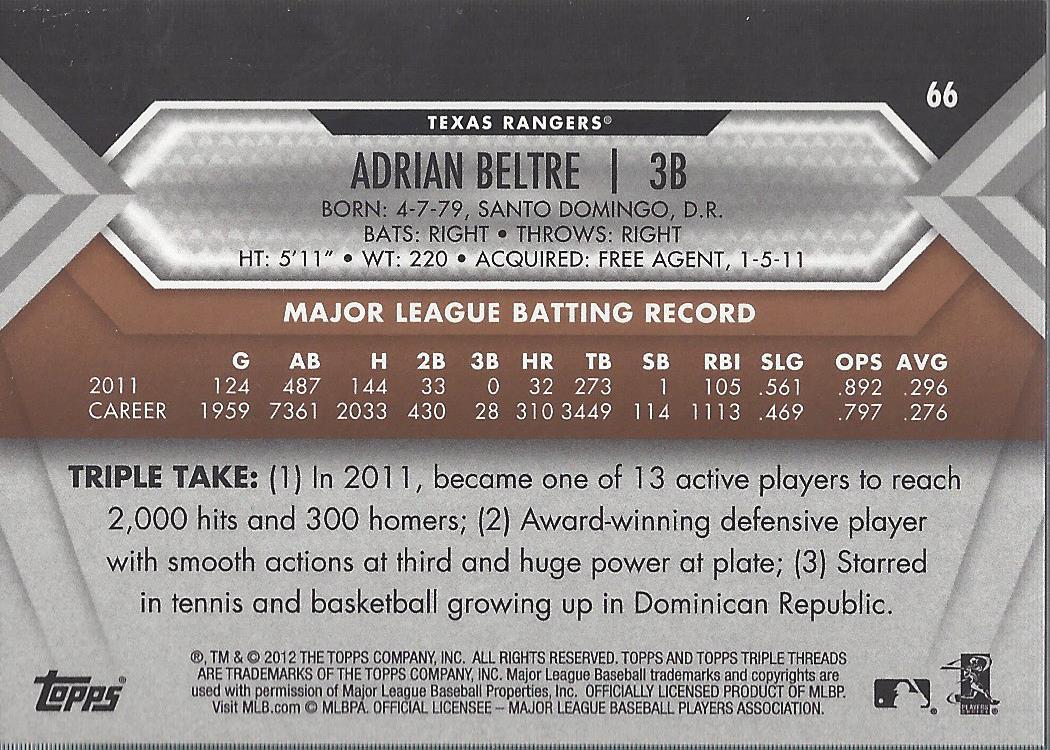 66
TEXAS RANGERS®
ADRIAN BELTRE | 3B
BORN: 4-7-79, SANTO DOMINGO, D.R.
BATS: RIGHT • THROWS: RIGHT
HT: 5'11" • WT: 220 • ACQUIRED: FREE AGENT, 1-5-11
MAJOR LEAGUE BATTING RECORD
G AB H 2B 3B HR TB SB RBI SLG OPS AVG
2011 124 487 144 33 0 32 273 1 105 .561 .892 .296
CAREER 1959 7361 2033 430 28 310 3449 114 1113 .469 .797 .276
TRIPLE TAKE: (1) In 2011, became one of 13 active players to reach
2,000 hits and 300 homers; (2) Award-winning defensive player
with smooth actions at third and huge power at plate; (3) Starred
in tennis and basketball growing up in Dominican Republic.
®, TM & © 2012 THE TOPPS COMPANY, INC. ALL RIGHTS RESERVED. TOPPS AND TOPPS TRIPLE THREADS
ARE TRADEMARKS OF THE TOPPS COMPANY, INC. Major League Baseball trademarks and copyrights are
used with permission of Major League Baseball Properties, Inc. OFFICIALLY LICENSED PRODUCT OF MLBP.
Visit MLB.com © MLBPA. OFFICIAL LICENSEE – MAJOR LEAGUE BASEBALL PLAYERS ASSOCIATION.
topps®
PLAYERS